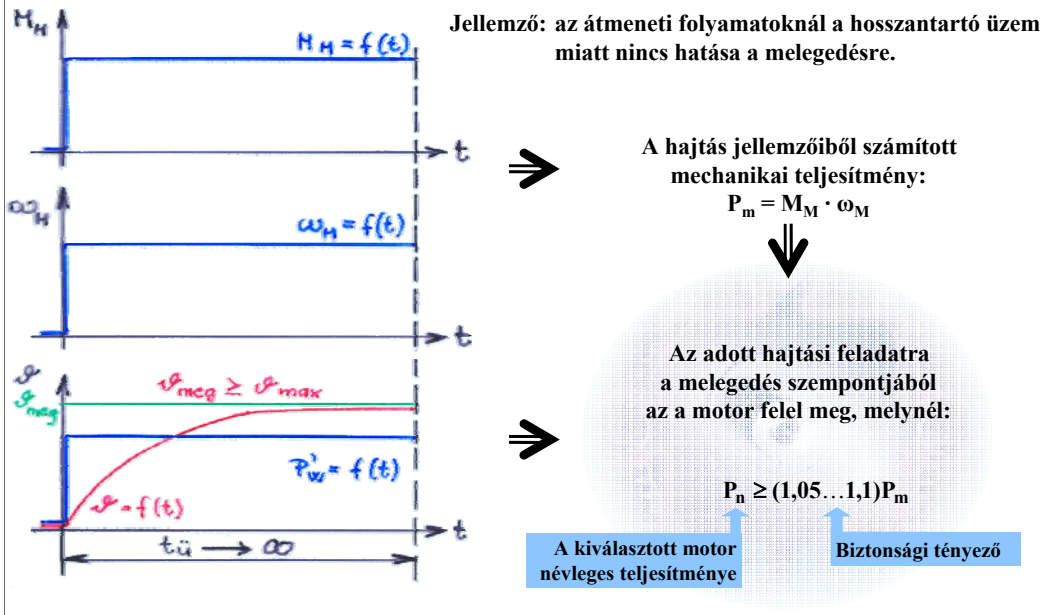 Jellemző: az átmeneti folyamatoknál a hosszantartó üzem
miatt nincs hatása a melegedésre.
M_M
M_M = f(t)
t
ω_M
ω_M = f(t)
t
ϑ
ϑ_meg
ϑ_meg ≥ ϑ_max
P'_w = f(t)
ϑ = f(t)
t
t_ü → ∞
A hajtás jellemzőiből számított
mechanikai teljesítmény:
P_m = M_M · ω_M
Az adott hajtási feladatra
a melegedés szempontjából
az a motor felel meg, melynél:
P_n ≥ (1,05…1,1)P_m
A kiválasztott motor
névleges teljesítménye
Biztonsági tényező